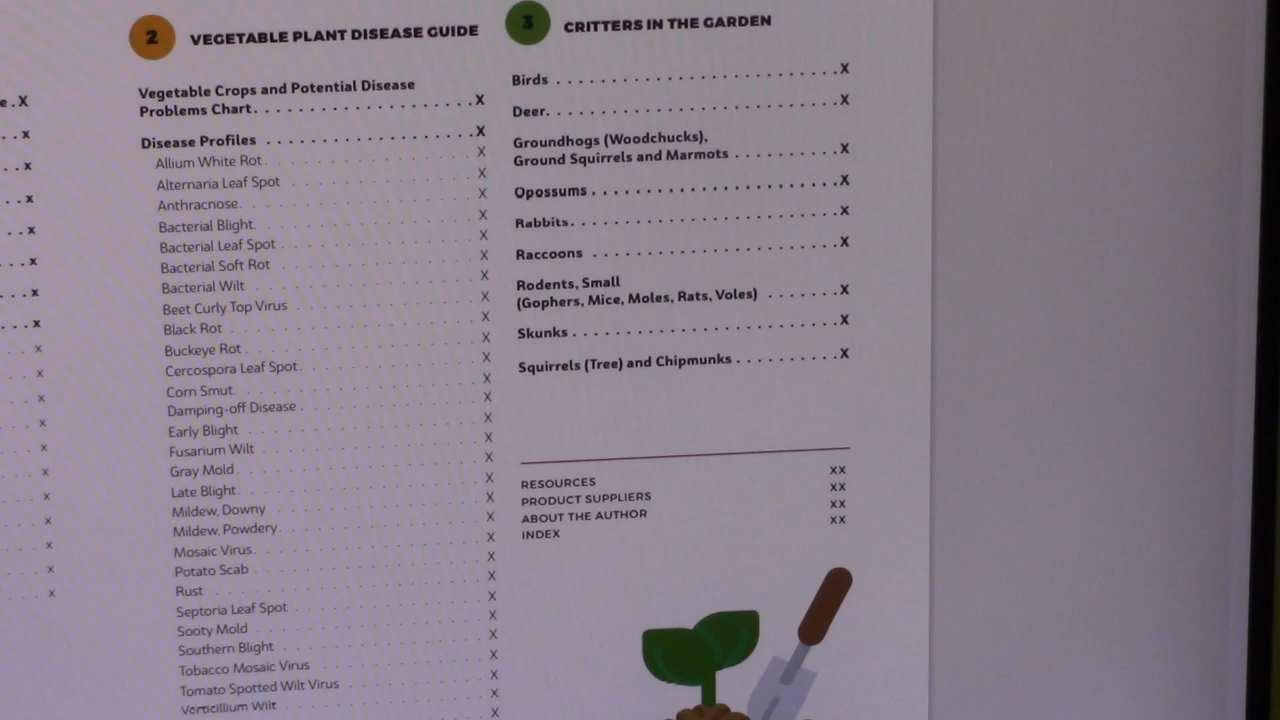 e . X
. . x
. . x
. . x
. . x
. . . x
. . . x
. . . x
. . x
. . x
. x
. x
x
x
x
x
x
. x
. . x
2 VEGETABLE PLANT DISEASE GUIDE
Vegetable Crops and Potential Disease
Problems Chart. . . . . . . . . . . . . . . . . . . .X
Disease Profiles . . . . . . . . . . . . . . . . . . .X
Allium White Rot. X
Alternaria Leaf Spot X
Anthracnose. X
Bacterial Blight. X
Bacterial Leaf Spot X
Bacterial Soft Rot X
Bacterial Wilt X
Beet Curly Top Virus X
Black Rot X
Buckeye Rot X
Cercospora Leaf Spot. X
Corn Smut. X
Damping-off Disease X
Early Blight X
Fusarium Wilt X
Gray Mold X
Late Blight. X
Mildew, Downy X
Mildew, Powdery X
Mosaic Virus. X
Potato Scab X
Rust X
Septoria Leaf Spot X
Sooty Mold X
Southern Blight X
Tobacco Mosaic Virus X
Tomato Spotted Wilt Virus X
Verticillium Wilt X
3 CRITTERS IN THE GARDEN
Birds . . . . . . . . . . . . . . . . . . . . . . . . . .X
Deer. . . . . . . . . . . . . . . . . . . . . . . . . . .X
Groundhogs (Woodchucks),
Ground Squirrels and Marmots . . . . . . . . . .X
Opossums . . . . . . . . . . . . . . . . . . . . . . .X
Rabbits. . . . . . . . . . . . . . . . . . . . . . . . .X
Raccoons . . . . . . . . . . . . . . . . . . . . . . .X
Rodents, Small
(Gophers, Mice, Moles, Rats, Voles) . . . . . . .X
Skunks . . . . . . . . . . . . . . . . . . . . . . . . .X
Squirrels (Tree) and Chipmunks . . . . . . . . . .X
RESOURCES XX
PRODUCT SUPPLIERS XX
ABOUT THE AUTHOR XX
INDEX XX